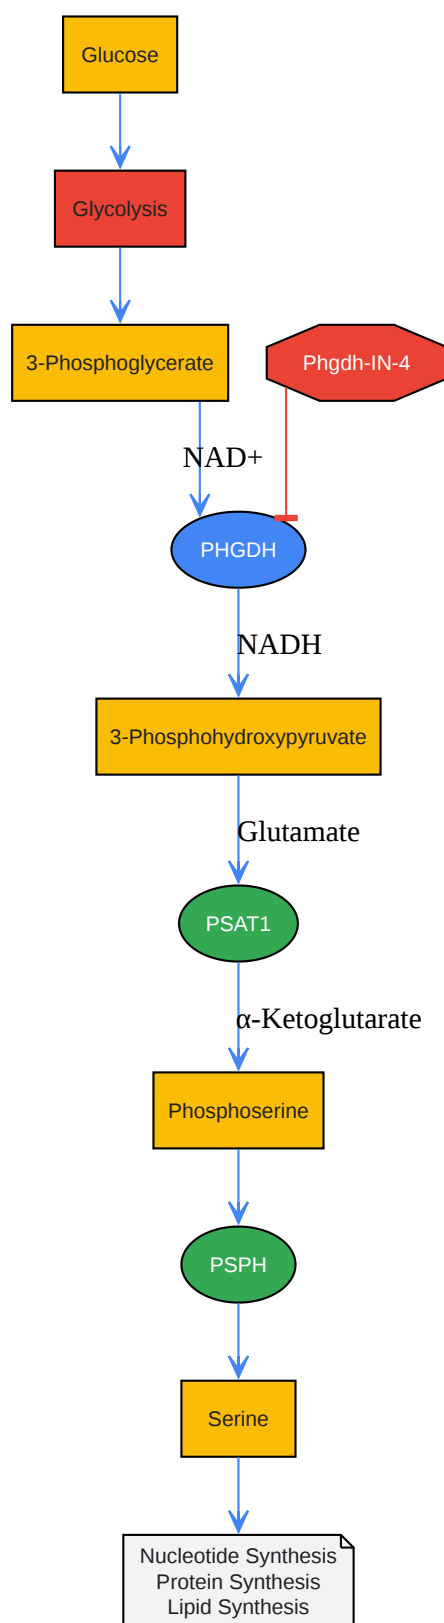 Glucose
Glycolysis
3-Phosphoglycerate
Phgdh-IN-4
NAD+
PHGDH
NADH
3-Phosphohydroxypyruvate
Glutamate
PSAT1
α-Ketoglutarate
Phosphoserine
PSPH
Serine
Nucleotide Synthesis
Protein Synthesis
Lipid Synthesis